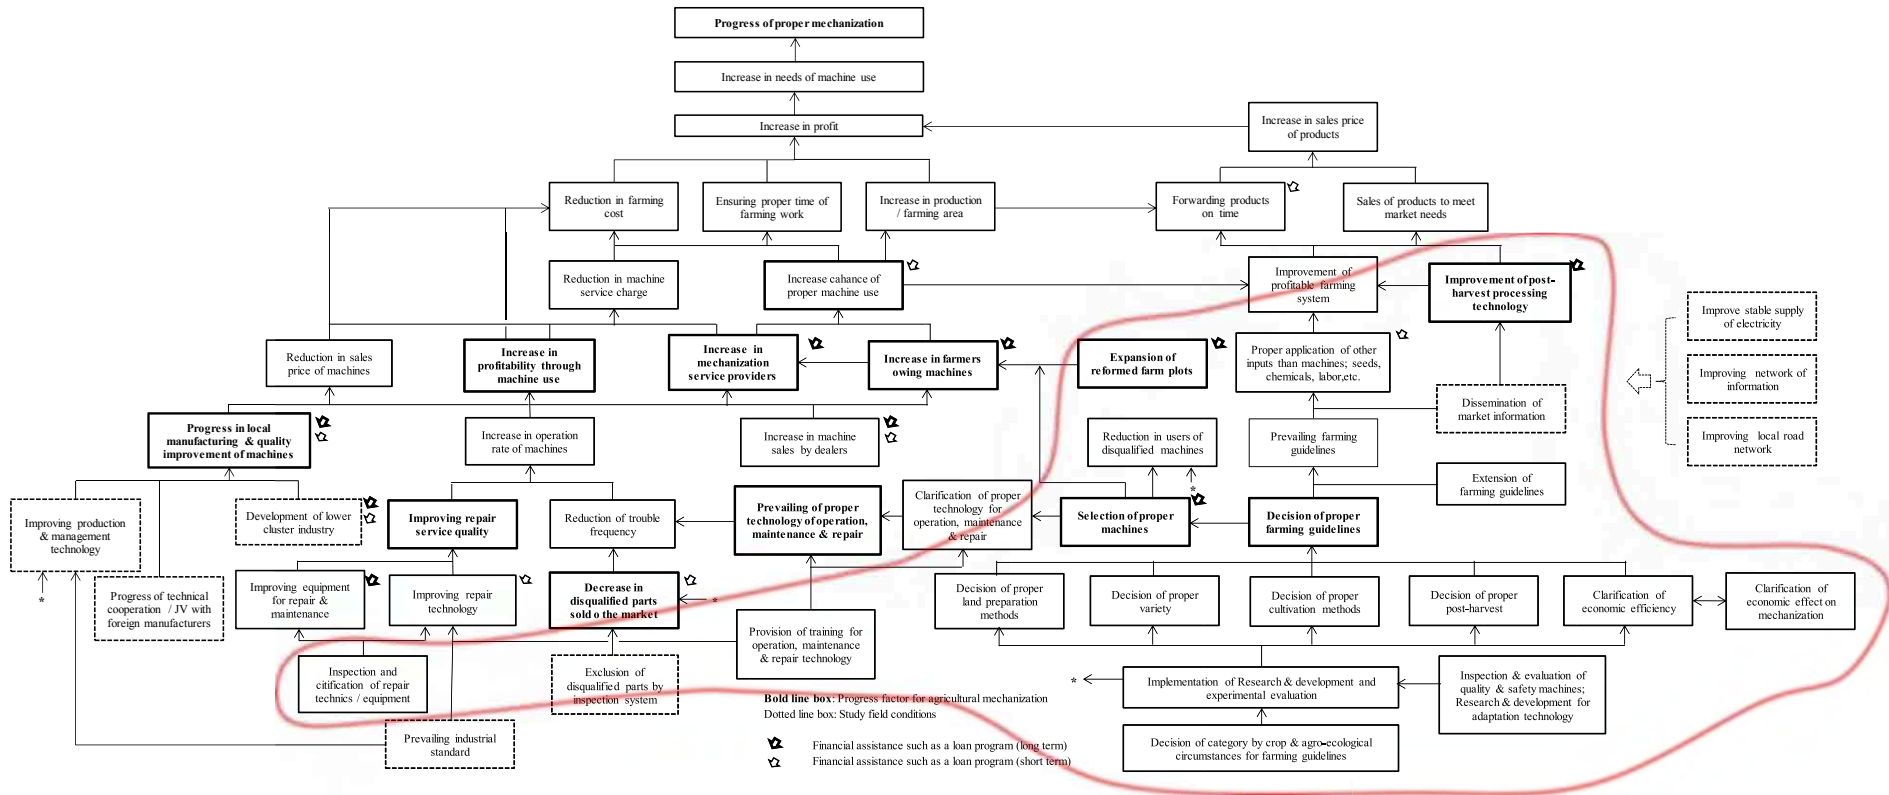 Progress of proper mechanization
Increase in needs of machine use
Increase in profit
Increase in sales price
of products
Reduction in farming
cost
Ensuring proper time of
farming work
Increase in production
/ farming area
Forwarding products
on time
Sales of products to meet
market needs
Reduction in machine
service charge
Increase cahance of
proper machine use
Improvement of
profitable farming
system
Improvement of post-
harvest processing
technology
Improve stable supply
of electricity
Improving network of
information
Improving local road
network
Reduction in sales
price of machines
Increase in
profitability through
machine use
Increase in
mechanization
service providers
Increase in farmers
owing machines
Expansion of
reformed farm plots
Proper application of other
inputs than machines; seeds,
chemicals, labor,etc.
Dissemination of
market information
Progress in local
manufacturing & quality
improvement of machines
Increase in operation
rate of machines
Increase in machine
sales by dealers
Reduction in users of
disqualified machines
*
Prevailing farming
guidelines
Extension of
farming guidelines
Improving production
& management
technology
*
Development of lower
cluster industry
Improving repair
service quality
Reduction of trouble
frequency
Prevailing of proper
technology of operation,
maintenance & repair
Clarification of proper
technology for
operation, maintenance
& repair
Selection of proper
machines
Decision of proper
farming guidelines
Progress of technical
cooperation / JV with
foreign manufacturers
Improving equipment
for repair &
maintenance
Improving repair
technology
Decrease in
disqualified parts
sold o the market
*
Decision of proper
land preparation
methods
Decision of proper
variety
Decision of proper
cultivation methods
Decision of proper
post-harvest
Clarification of
economic efficiency
Clarification of
economic effect on
mechanization
Inspection and
citification of repair
technics / equipment
Exclusion of
disqualified parts by
inspection system
Provision of training for
operation, maintenance
& repair technology
*
Implementation of Research & development and
experimental evaluation
Inspection & evaluation of
quality & safety machines;
Research & development for
adaptation technology
Prevailing industrial
standard
Decision of category by crop & agro-ecological
circumstances for farming guidelines
Bold line box: Progress factor for agricultural mechanization
Dotted line box: Study field conditions
Financial assistance such as a loan program (long term)
Financial assistance such as a loan program (short term)